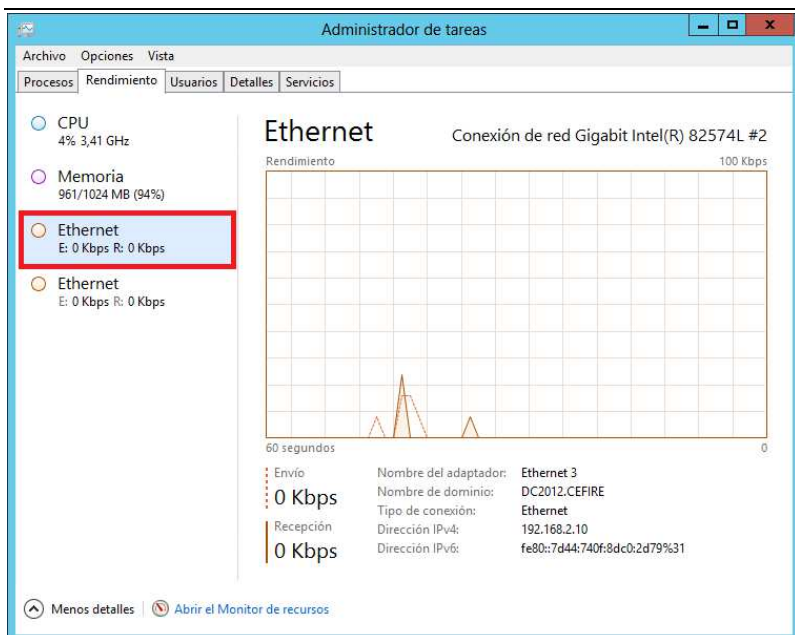 Administrador de tareas
Archivo Opciones Vista
Procesos Rendimiento Usuarios Detalles Servicios
CPU
4% 3,41 GHz
Memoria
961/1024 MB (94%)
Ethernet
E: 0 Kbps R: 0 Kbps
Ethernet
E: 0 Kbps R: 0 Kbps
Ethernet Conexión de red Gigabit Intel(R) 82574L #2
Rendimiento 100 Kbps
60 segundos 0
Envío
0 Kbps
Recepción
0 Kbps
Nombre del adaptador: Ethernet 3
Nombre de dominio: DC2012.CEFIRE
Tipo de conexión: Ethernet
Dirección IPv4: 192.168.2.10
Dirección IPv6: fe80::7d44:740f:8dc0:2d79%31
Menos detalles Abrir el Monitor de recursos